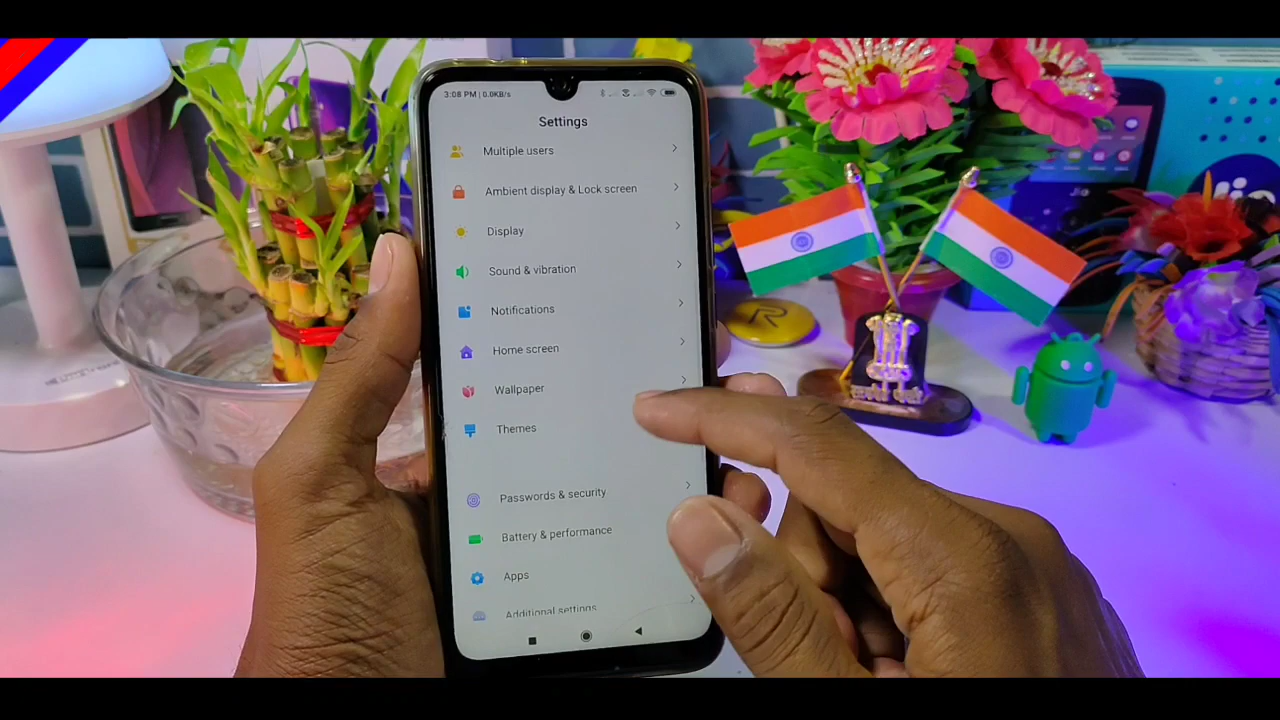 3:08 PM | 0.0KB/s
Settings
Multiple users
Ambient display & Lock screen
Display
Sound & vibration
Notifications
Home screen
Wallpaper
Themes
Passwords & security
Battery & performance
Apps
Additional settings
Jio